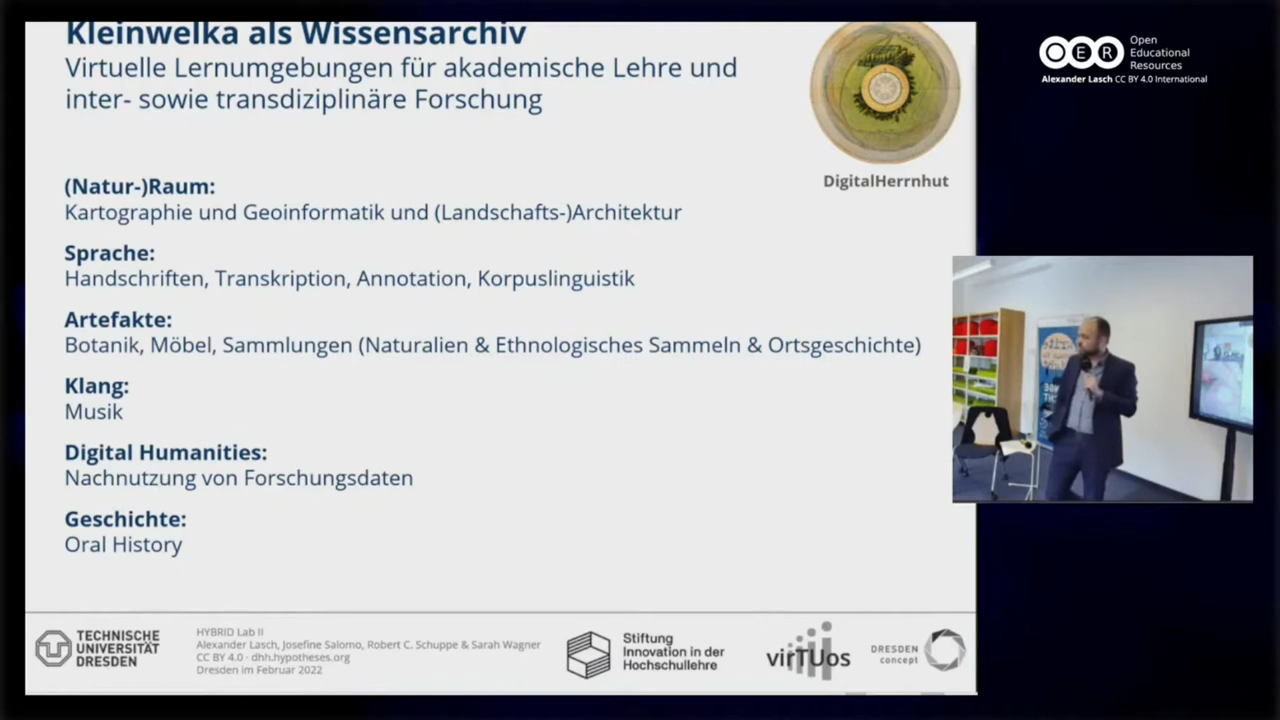 Kleinwelka als Wissensarchiv
Virtuelle Lernumgebungen für akademische Lehre und
inter- sowie transdiziplinäre Forschung
DigitalHerrnhut
(Natur-)Raum:
Kartographie und Geoinformatik und (Landschafts-)Architektur
Sprache:
Handschriften, Transkription, Annotation, Korpuslinguistik
Artefakte:
Botanik, Möbel, Sammlungen (Naturalien & Ethnologisches Sammeln & Ortsgeschichte)
Klang:
Musik
Digital Humanities:
Nachnutzung von Forschungsdaten
Geschichte:
Oral History
TECHNISCHE
UNIVERSITÄT
DRESDEN
HYBRID Lab II
Alexander Lasch, Josefine Salomo, Robert C. Schuppe & Sarah Wagner
CC BY 4.0 · dhh.hypotheses.org
Dresden im Februar 2022
Stiftung
Innovation in der
Hochschullehre
virTUos
DRESDEN
concept
OER
Open
Educational
Resources
Alexander Lasch CC BY 4.0 International